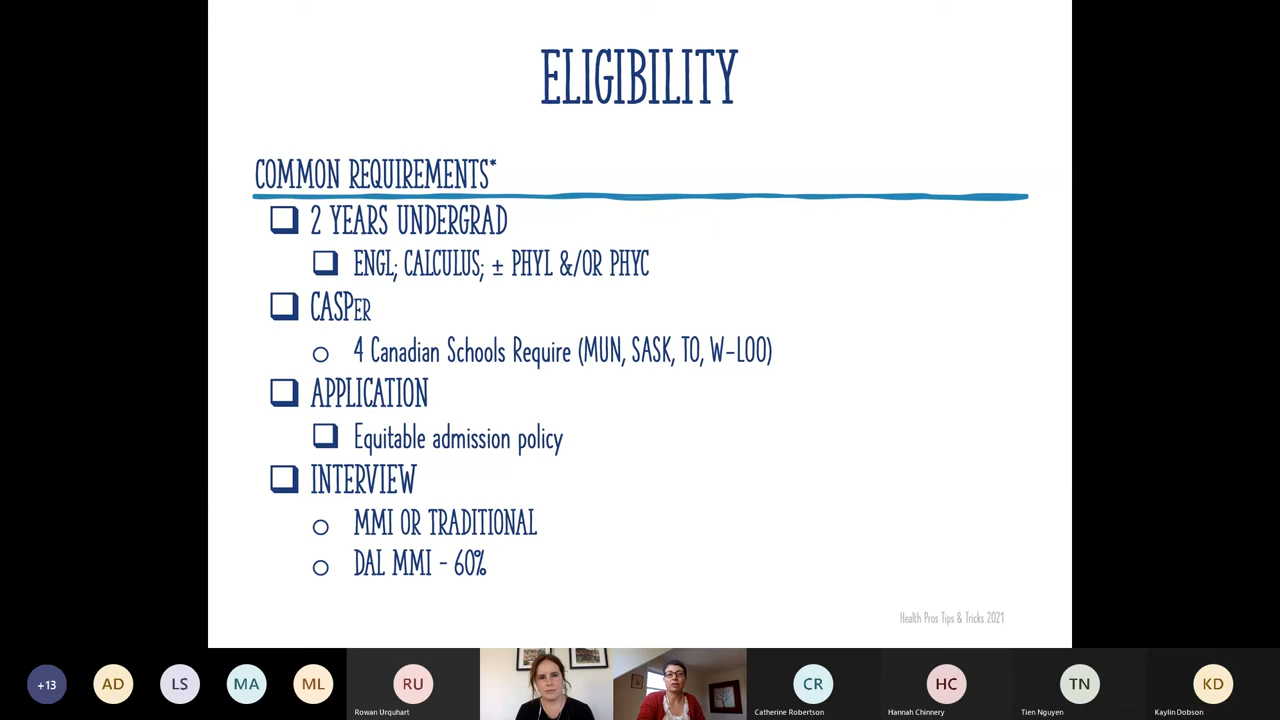 ELIGIBILITY
COMMON REQUIREMENTS*
2 YEARS UNDERGRAD
ENGL; CALCULUS; ± PHYL &/OR PHYC
CASPER
4 Canadian Schools Require (MUN, SASK, TO, W-LOO)
APPLICATION
Equitable admission policy
INTERVIEW
MMI OR TRADITIONAL
DAL MMI - 60%
Health Pros Tips & Tricks 2021
+13
AD
LS
MA
ML
RU
CR
HC
TN
KD
Rowan Urquhart
Catherine Robertson
Hannah Chinnery
Tien Nguyen
Kaylin Dobson